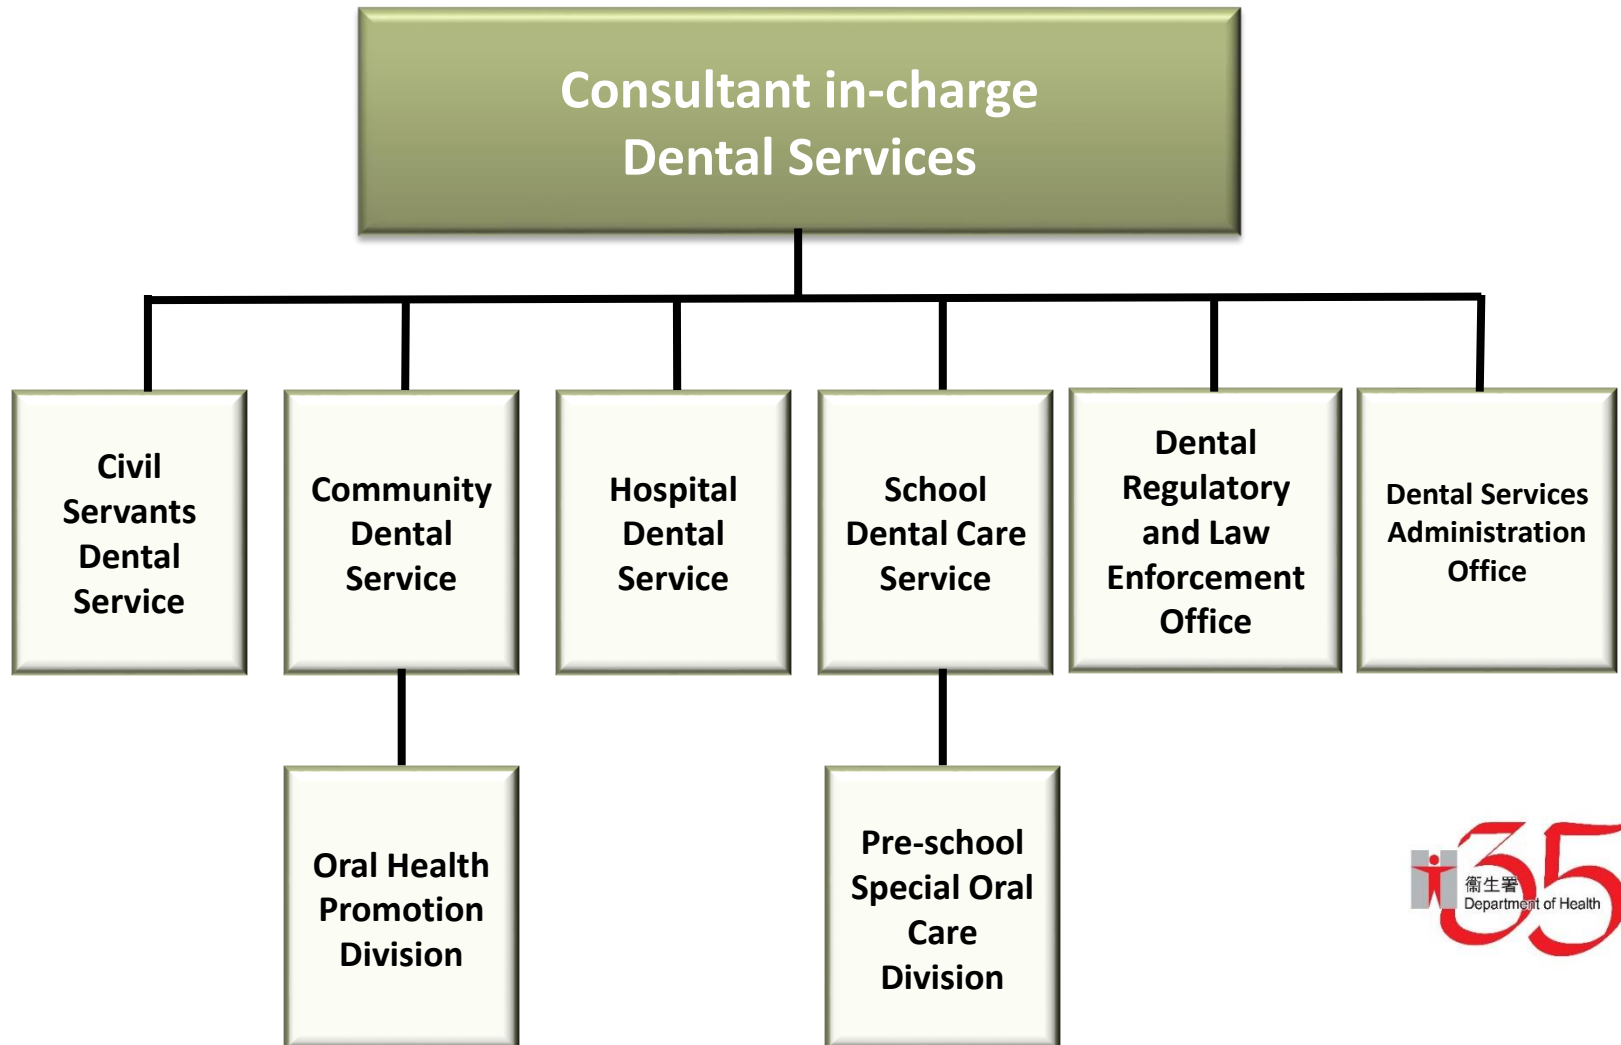 Consultant in-charge
Dental Services
Civil
Servants
Dental
Service
Community
Dental
Service
Hospital
Dental
Service
School
Dental Care
Service
Dental
Regulatory
and Law
Enforcement
Office
Dental Services
Administration
Office
Oral Health
Promotion
Division
Pre-school
Special Oral
Care
Division
35
衞生署
Department of Health